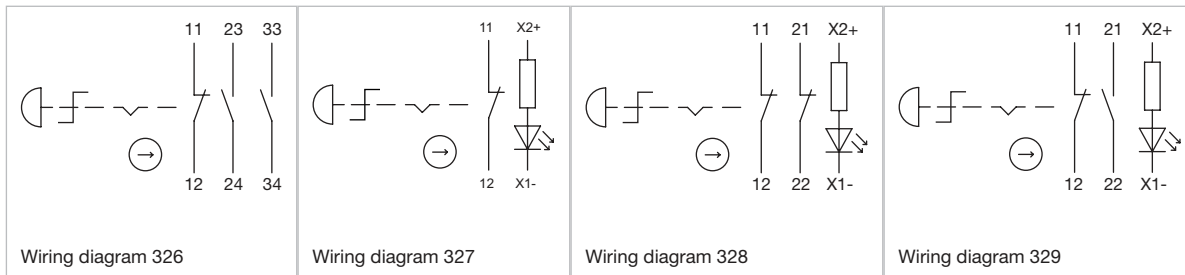 11 23 33
12 24 34
Wiring diagram 326
11 X2+
12 X1-
Wiring diagram 327
11 21 X2+
12 22 X1-
Wiring diagram 328
11 21 X2+
12 22 X1-
Wiring diagram 329